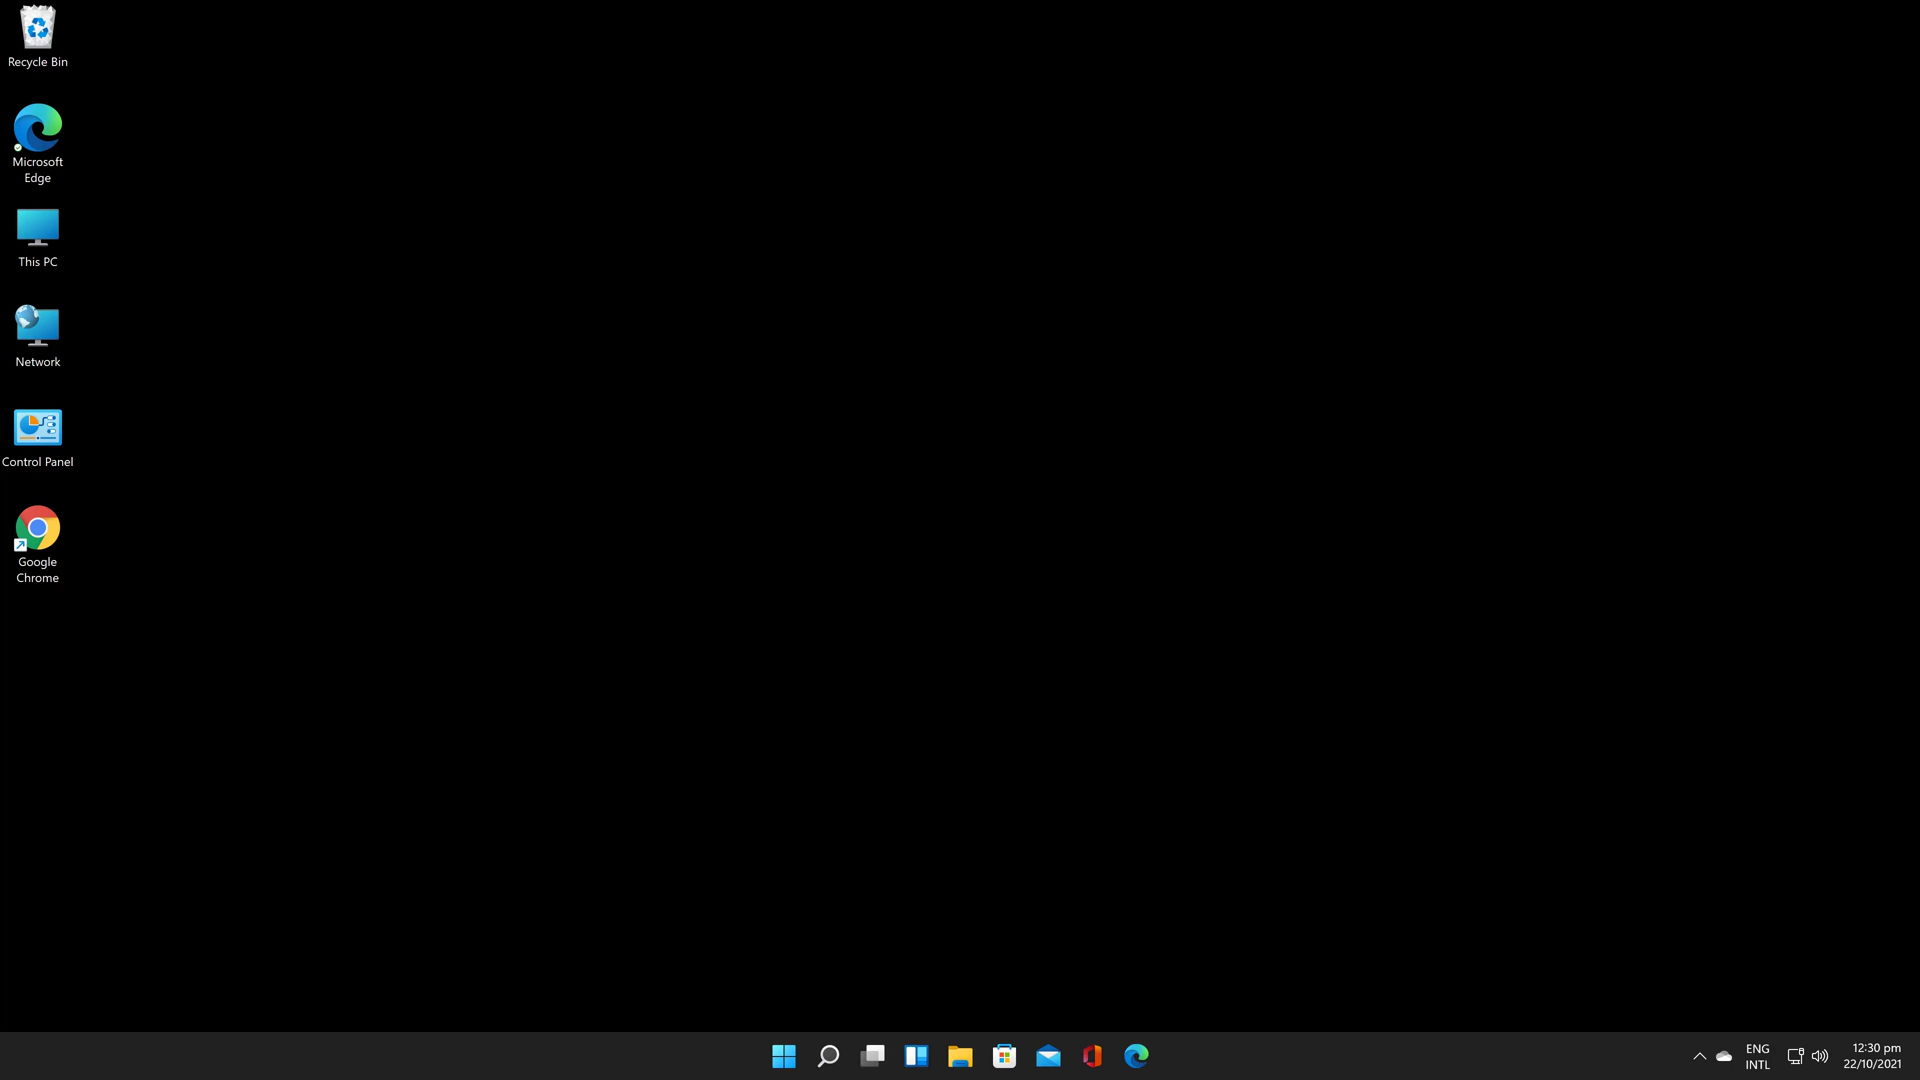 Recycle Bin
Microsoft
Edge
This PC
Network
Control Panel
Google
Chrome
ENG
INTL
12:30 pm
22/10/2021